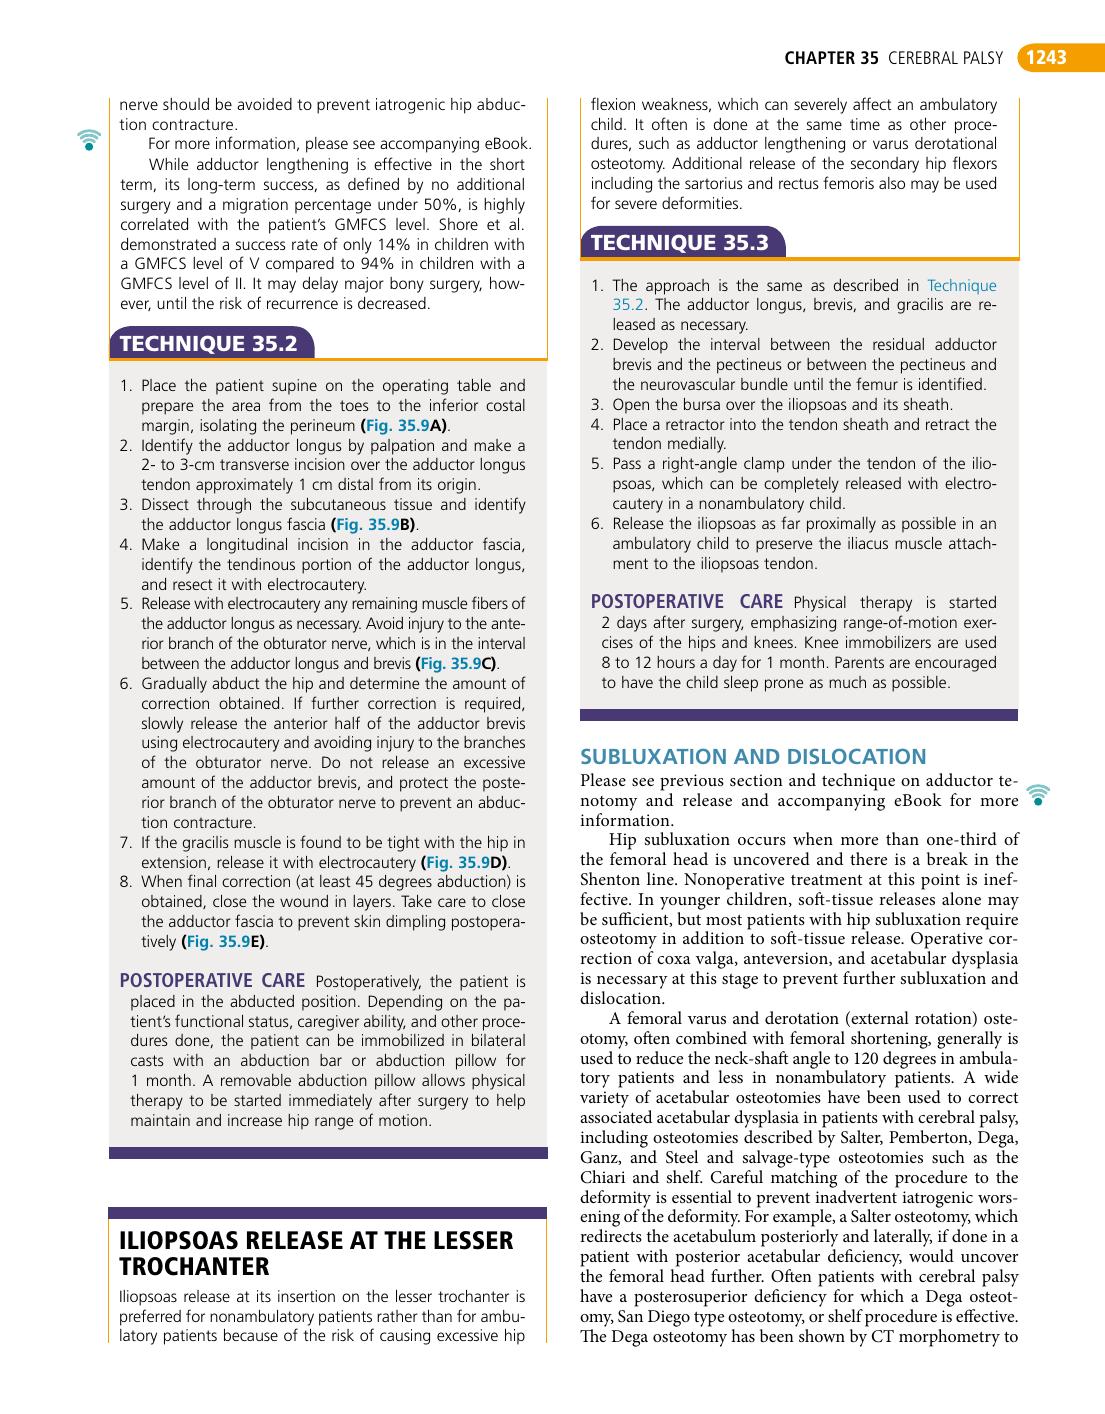 CHAPTER 35 CEREBRAL PALSY 1243
nerve should be avoided to prevent iatrogenic hip abduc-
tion contracture.
For more information, please see accompanying eBook.
While adductor lengthening is effective in the short
term, its long-term success, as defined by no additional
surgery and a migration percentage under 50%, is highly
correlated with the patient's GMFCS level. Shore et al.
demonstrated a success rate of only 14% in children with
a GMFCS level of V compared to 94% in children with a
GMFCS level of II. It may delay major bony surgery, how-
ever, until the risk of recurrence is decreased.
TECHNIQUE 35.2
1. Place the patient supine on the operating table and
prepare the area from the toes to the inferior costal
margin, isolating the perineum (Fig. 35.9A).
2. Identify the adductor longus by palpation and make a
2- to 3-cm transverse incision over the adductor longus
tendon approximately 1 cm distal from its origin.
3. Dissect through the subcutaneous tissue and identify
the adductor longus fascia (Fig. 35.9B).
4. Make a longitudinal incision in the adductor fascia,
identify the tendinous portion of the adductor longus,
and resect it with electrocautery.
5. Release with electrocautery any remaining muscle fibers of
the adductor longus as necessary. Avoid injury to the ante-
rior branch of the obturator nerve, which is in the interval
between the adductor longus and brevis (Fig. 35.9C).
6. Gradually abduct the hip and determine the amount of
correction obtained. If further correction is required,
slowly release the anterior half of the adductor brevis
using electrocautery and avoiding injury to the branches
of the obturator nerve. Do not release an excessive
amount of the adductor brevis, and protect the poste-
rior branch of the obturator nerve to prevent an abduc-
tion contracture.
7. If the gracilis muscle is found to be tight with the hip in
extension, release it with electrocautery (Fig. 35.9D).
8. When final correction (at least 45 degrees abduction) is
obtained, close the wound in layers. Take care to close
the adductor fascia to prevent skin dimpling postopera-
tively (Fig. 35.9E).
POSTOPERATIVE CARE Postoperatively, the patient is
placed in the abducted position. Depending on the pa-
tient's functional status, caregiver ability, and other proce-
dures done, the patient can be immobilized in bilateral
casts with an abduction bar or abduction pillow for
1 month. A removable abduction pillow allows physical
therapy to be started immediately after surgery to help
maintain and increase hip range of motion.
ILIOPSOAS RELEASE AT THE LESSER
TROCHANTER
Iliopsoas release at its insertion on the lesser trochanter is
preferred for nonambulatory patients rather than for ambu-
latory patients because of the risk of causing excessive hip
flexion weakness, which can severely affect an ambulatory
child. It often is done at the same time as other proce-
dures, such as adductor lengthening or varus derotational
osteotomy. Additional release of the secondary hip flexors
including the sartorius and rectus femoris also may be used
for severe deformities.
TECHNIQUE 35.3
1. The approach is the same as described in Technique
35.2. The adductor longus, brevis, and gracilis are re-
leased as necessary.
2. Develop the interval between the residual adductor
brevis and the pectineus or between the pectineus and
the neurovascular bundle until the femur is identified.
3. Open the bursa over the iliopsoas and its sheath.
4. Place a retractor into the tendon sheath and retract the
tendon medially.
5. Pass a right-angle clamp under the tendon of the ilio-
psoas, which can be completely released with electro-
cautery in a nonambulatory child.
6. Release the iliopsoas as far proximally as possible in an
ambulatory child to preserve the iliacus muscle attach-
ment to the iliopsoas tendon.
POSTOPERATIVE CARE Physical therapy is started
2 days after surgery, emphasizing range-of-motion exer-
cises of the hips and knees. Knee immobilizers are used
8 to 12 hours a day for 1 month. Parents are encouraged
to have the child sleep prone as much as possible.
SUBLUXATION AND DISLOCATION
Please see previous section and technique on adductor te-
notomy and release and accompanying eBook for more
information.
Hip subluxation occurs when more than one-third of
the femoral head is uncovered and there is a break in the
Shenton line. Nonoperative treatment at this point is inef-
fective. In younger children, soft-tissue releases alone may
be sufficient, but most patients with hip subluxation require
osteotomy in addition to soft-tissue release. Operative cor-
rection of coxa valga, anteversion, and acetabular dysplasia
is necessary at this stage to prevent further subluxation and
dislocation.
A femoral varus and derotation (external rotation) oste-
otomy, often combined with femoral shortening, generally is
used to reduce the neck-shaft angle to 120 degrees in ambula-
tory patients and less in nonambulatory patients. A wide
variety of acetabular osteotomies have been used to correct
associated acetabular dysplasia in patients with cerebral palsy,
including osteotomies described by Salter, Pemberton, Dega,
Ganz, and Steel and salvage-type osteotomies such as the
Chiari and shelf. Careful matching of the procedure to the
deformity is essential to prevent inadvertent iatrogenic wors-
ening of the deformity. For example, a Salter osteotomy, which
redirects the acetabulum posteriorly and laterally, if done in a
patient with posterior acetabular deficiency, would uncover
the femoral head further. Often patients with cerebral palsy
have a posterosuperior deficiency for which a Dega osteot-
omy, San Diego type osteotomy, or shelf procedure is effective.
The Dega osteotomy has been shown by CT morphometry to